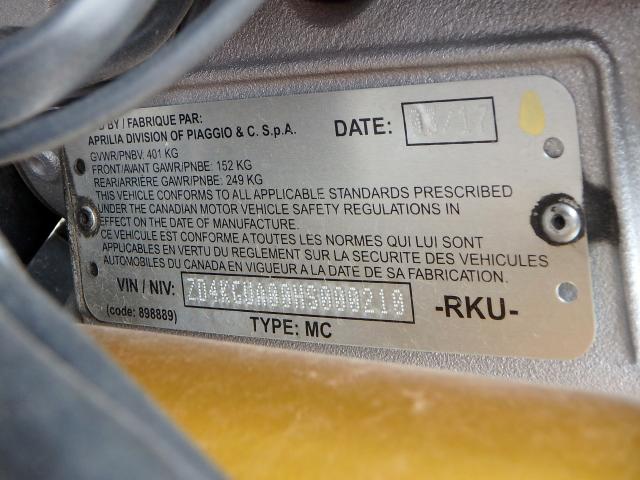 BY / FABRIQUE PAR:
APRILIA DIVISION OF PIAGGIO & C. S.p.A.
DATE: /17
GVWR/PNBV: 401 KG
FRONT/AVANT GAWR/PNBE: 152 KG
REAR/ARRIÈRE GAWR/PNBE: 249 KG
THIS VEHICLE CONFORMS TO ALL APPLICABLE STANDARDS PRESCRIBED
UNDER THE CANADIAN MOTOR VEHICLE SAFETY REGULATIONS IN
EFFECT ON THE DATE OF MANUFACTURE.
CE VEHICULE EST CONFORME A TOUTES LES NORMES QUI LUI SONT
APPLICABLES EN VERTU DU REGLEMENT SUR LA SECURITE DES VEHICULES
AUTOMOBILES DU CANADA EN VIGUEUR A LA DATE DE SA FABRICATION.
VIN / NIV: ZD4KGUA00HS000210
-RKU-
(code: 898889)
TYPE: MC